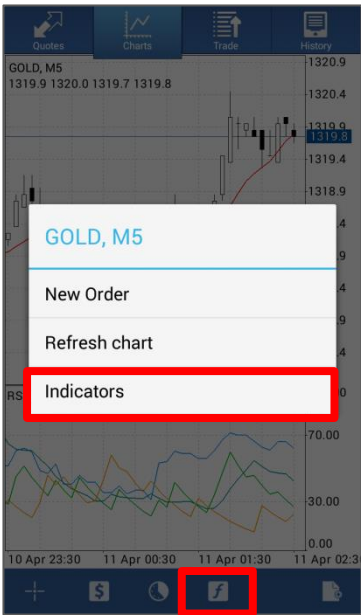 Quotes Charts Trade History
GOLD, M5
1319.9 1320.0 1319.7 1319.8
1320.9
1320.4
1319.9
1319.8
1319.4
1318.9
GOLD, M5
New Order
Refresh chart
Indicators
RS
70.00
30.00
0.00
10 Apr 23:30 11 Apr 00:30 11 Apr 01:30 11 Apr 02:3
$ f